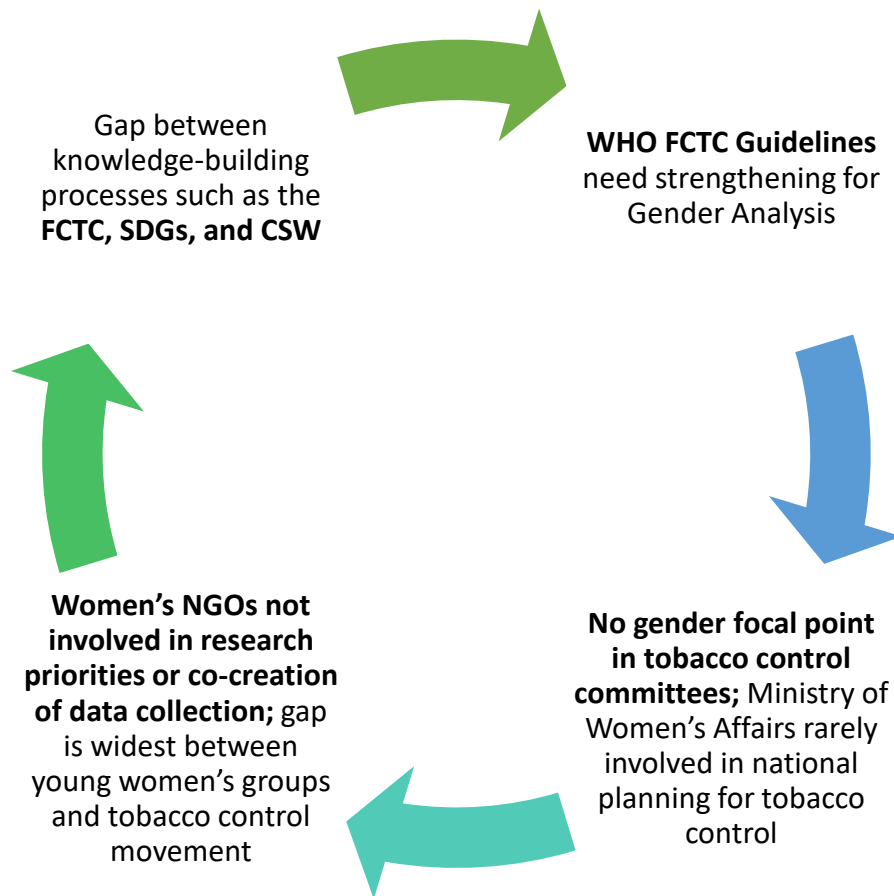 Gap between
knowledge-building
processes such as the
FCTC, SDGs, and CSW
WHO FCTC Guidelines
need strengthening for
Gender Analysis
No gender focal point
in tobacco control
committees; Ministry of
Women’s Affairs rarely
involved in national
planning for tobacco
control
Women’s NGOs not
involved in research
priorities or co-creation
of data collection; gap
is widest between
young women’s groups
and tobacco control
movement